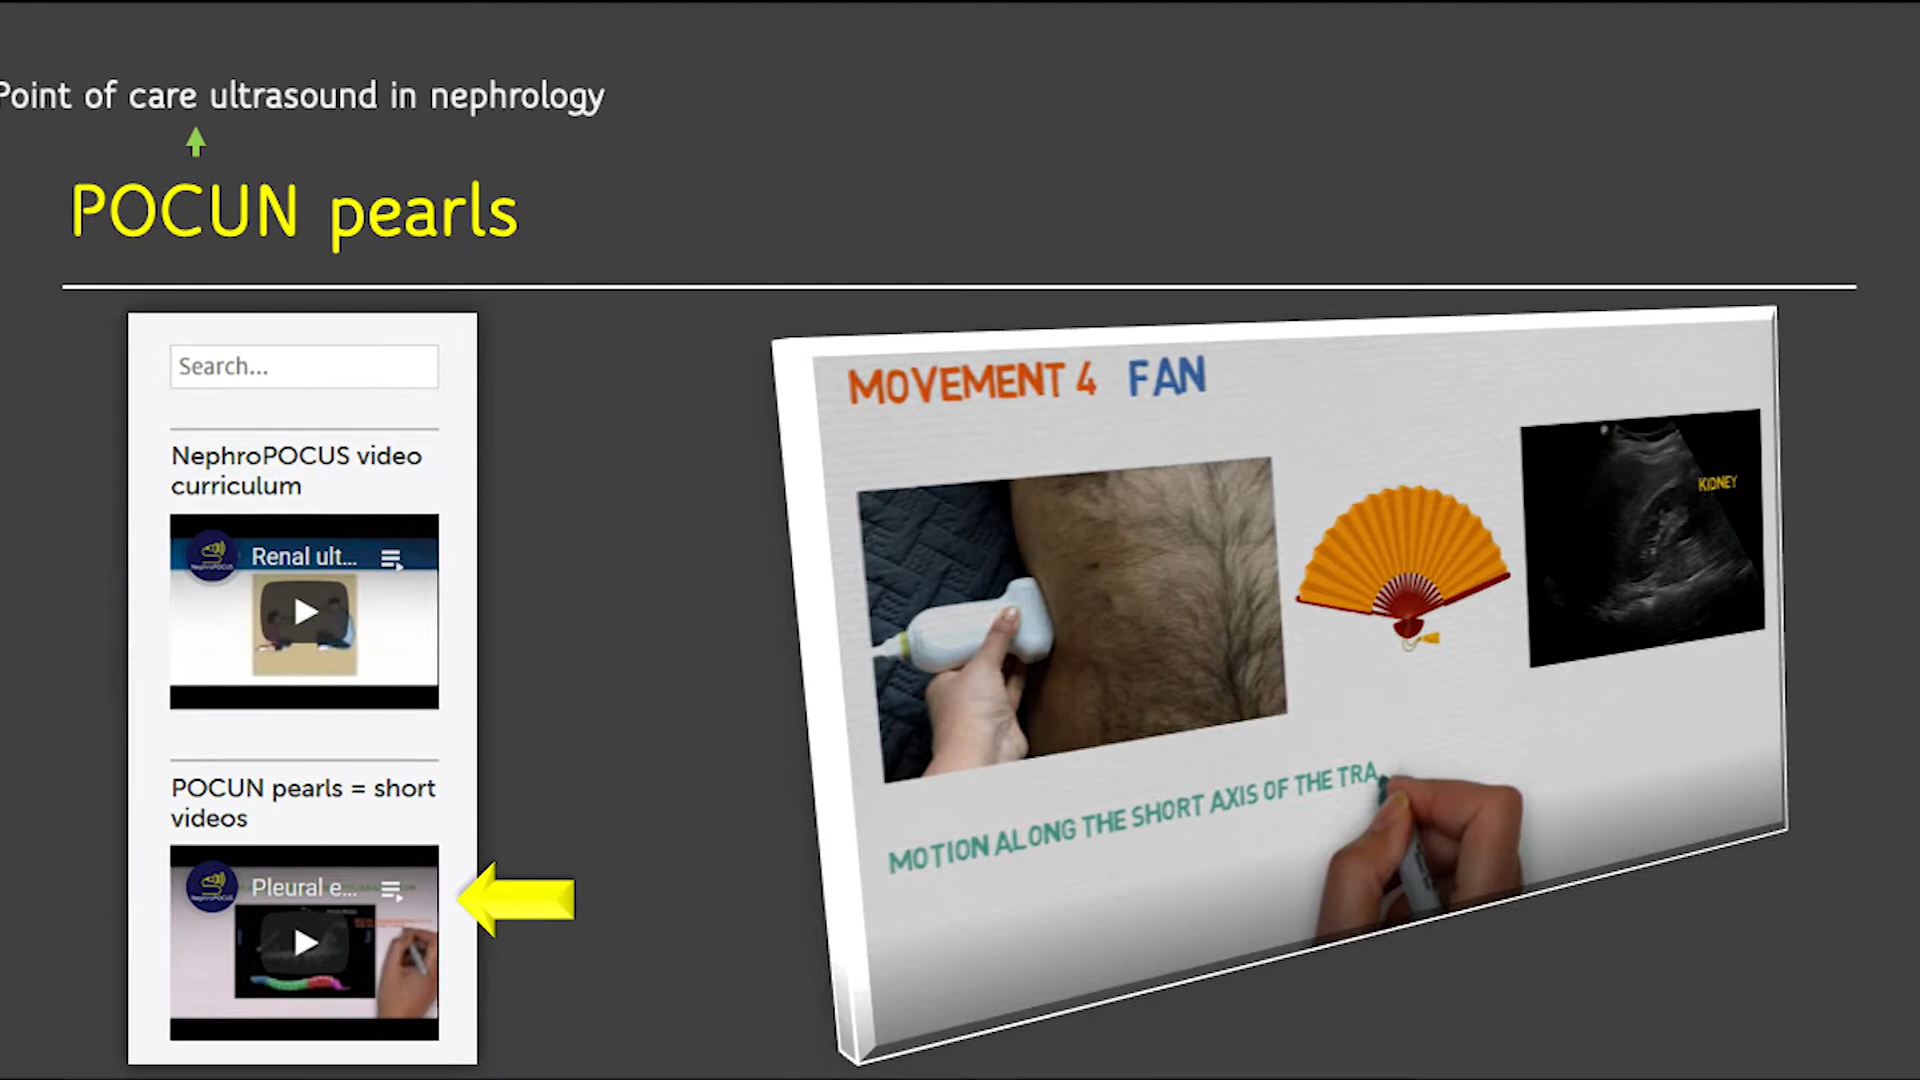 Point of care ultrasound in nephrology
POCUN pearls
Search...
NephroPOCUS video
curriculum
Renal ult...
POCUN pearls = short
videos
Pleural e...
MOVEMENT 4 FAN
KIDNEY
MOTION ALONG THE SHORT AXIS OF THE TRA